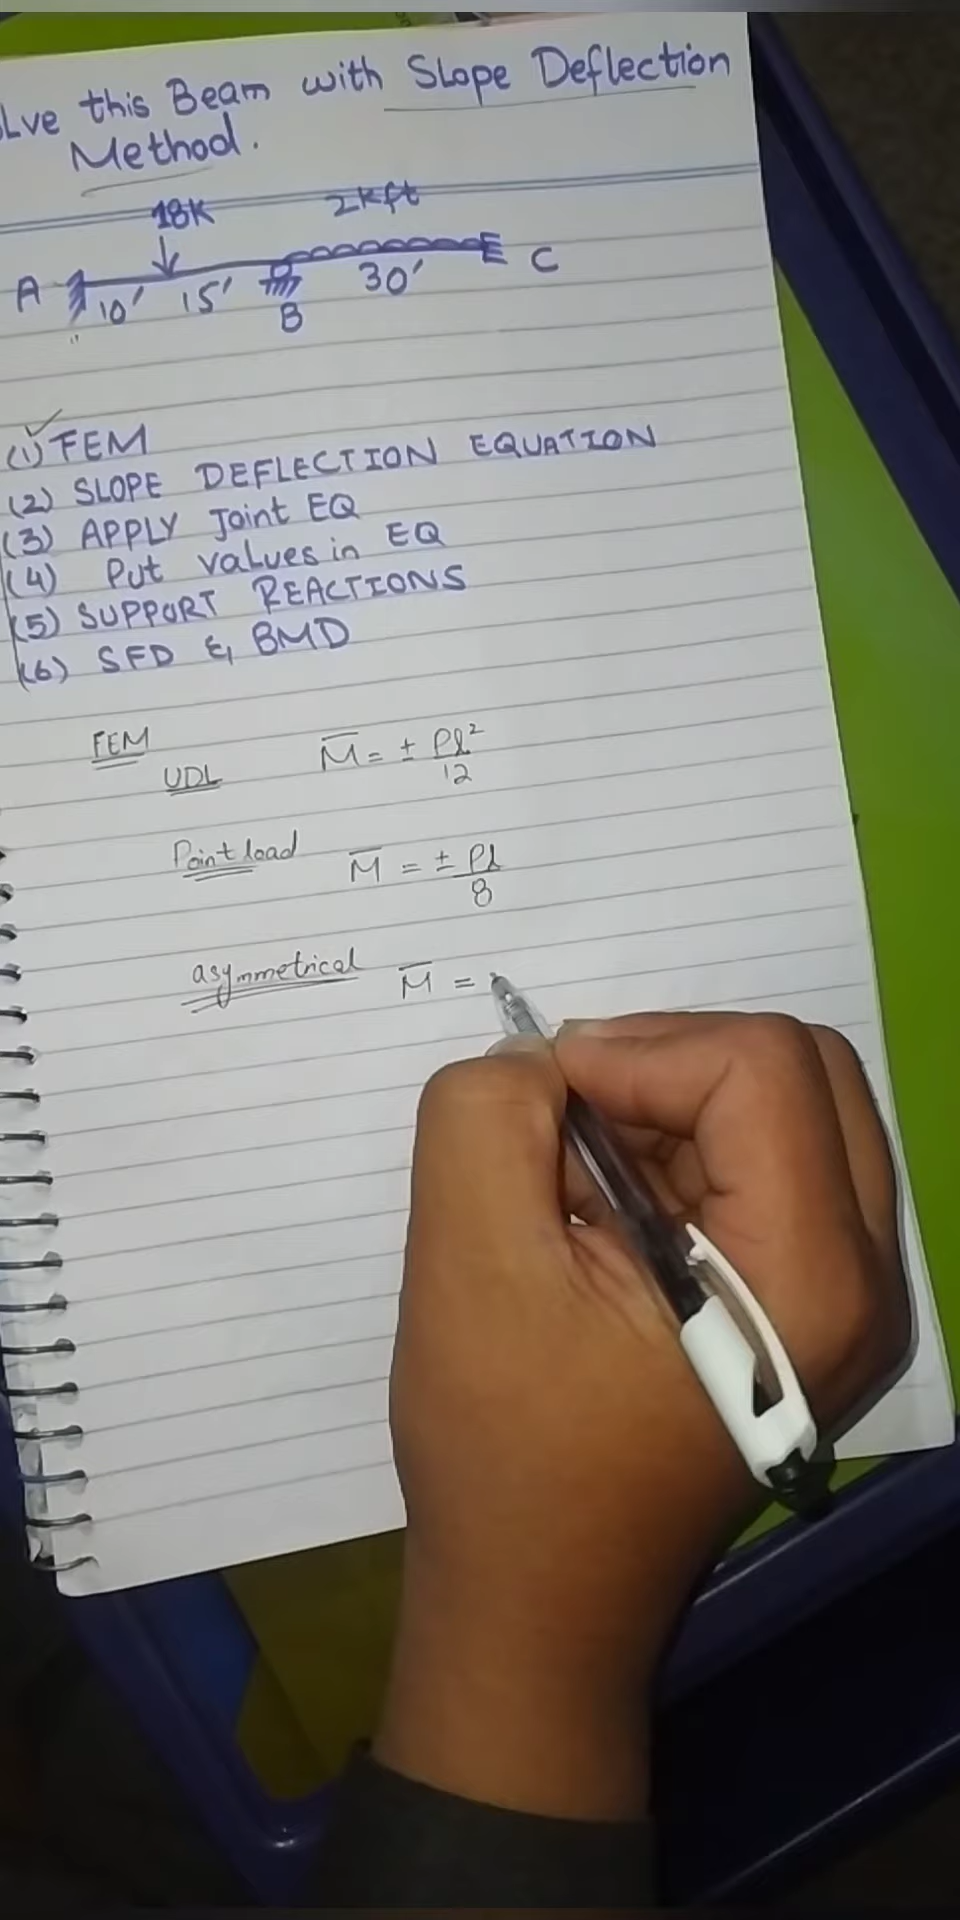 Lve this Beam with Slope Deflection
Method.
18K 2kft
A 10' 15' B 30' C
(1) FEM
(2) SLOPE DEFLECTION EQUATION
(3) APPLY Joint EQ
(4) Put values in EQ
(5) SUPPORT REACTIONS
(6) SFD & BMD
FEM
UDL M̅ = ± Pl²/12
Point load M̅ = ± Pl/8
asymmetrical M̅ =